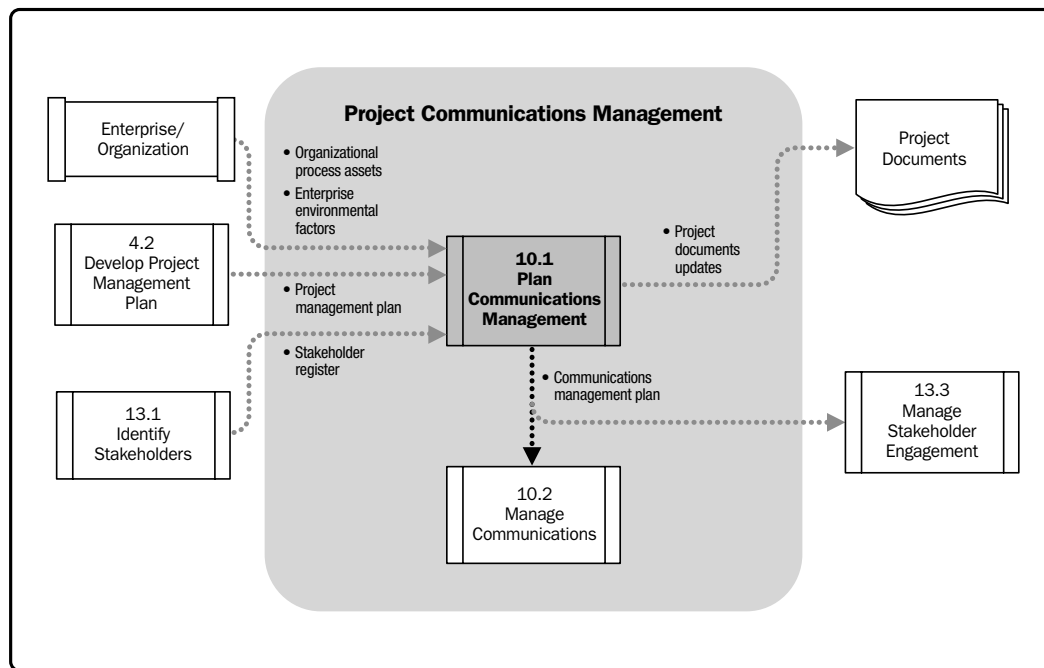 Project Communications Management
Enterprise/
Organization
• Organizational
process assets
• Enterprise
environmental
factors
Project
Documents
4.2
Develop Project
Management
Plan
• Project
management plan
10.1
Plan
Communications
Management
• Project
documents
updates
• Stakeholder
register
13.1
Identify
Stakeholders
• Communications
management plan
13.3
Manage
Stakeholder
Engagement
10.2
Manage
Communications